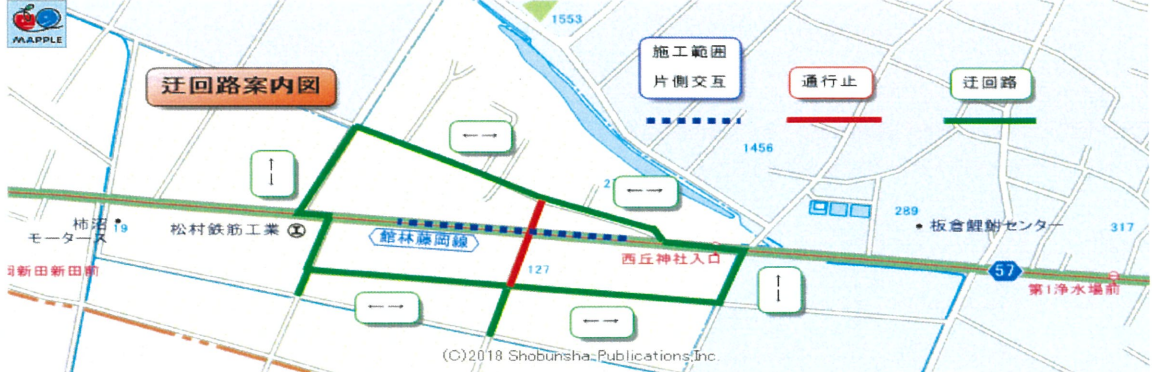 MAPPLE
迂回路案内図
1553
施工範囲
片側交互
通行止
迂回路
1456
←→
↑
↓
←→
289
板倉鯉鮒センター
317
柿沼
モータース
19
松村鉄筋工業
館林藤岡線
西丘神社入口
127
57
新田新田前
第1浄水場前
↑
↓
←→
←→
(C)2018 Shobunsha Publications,Inc.